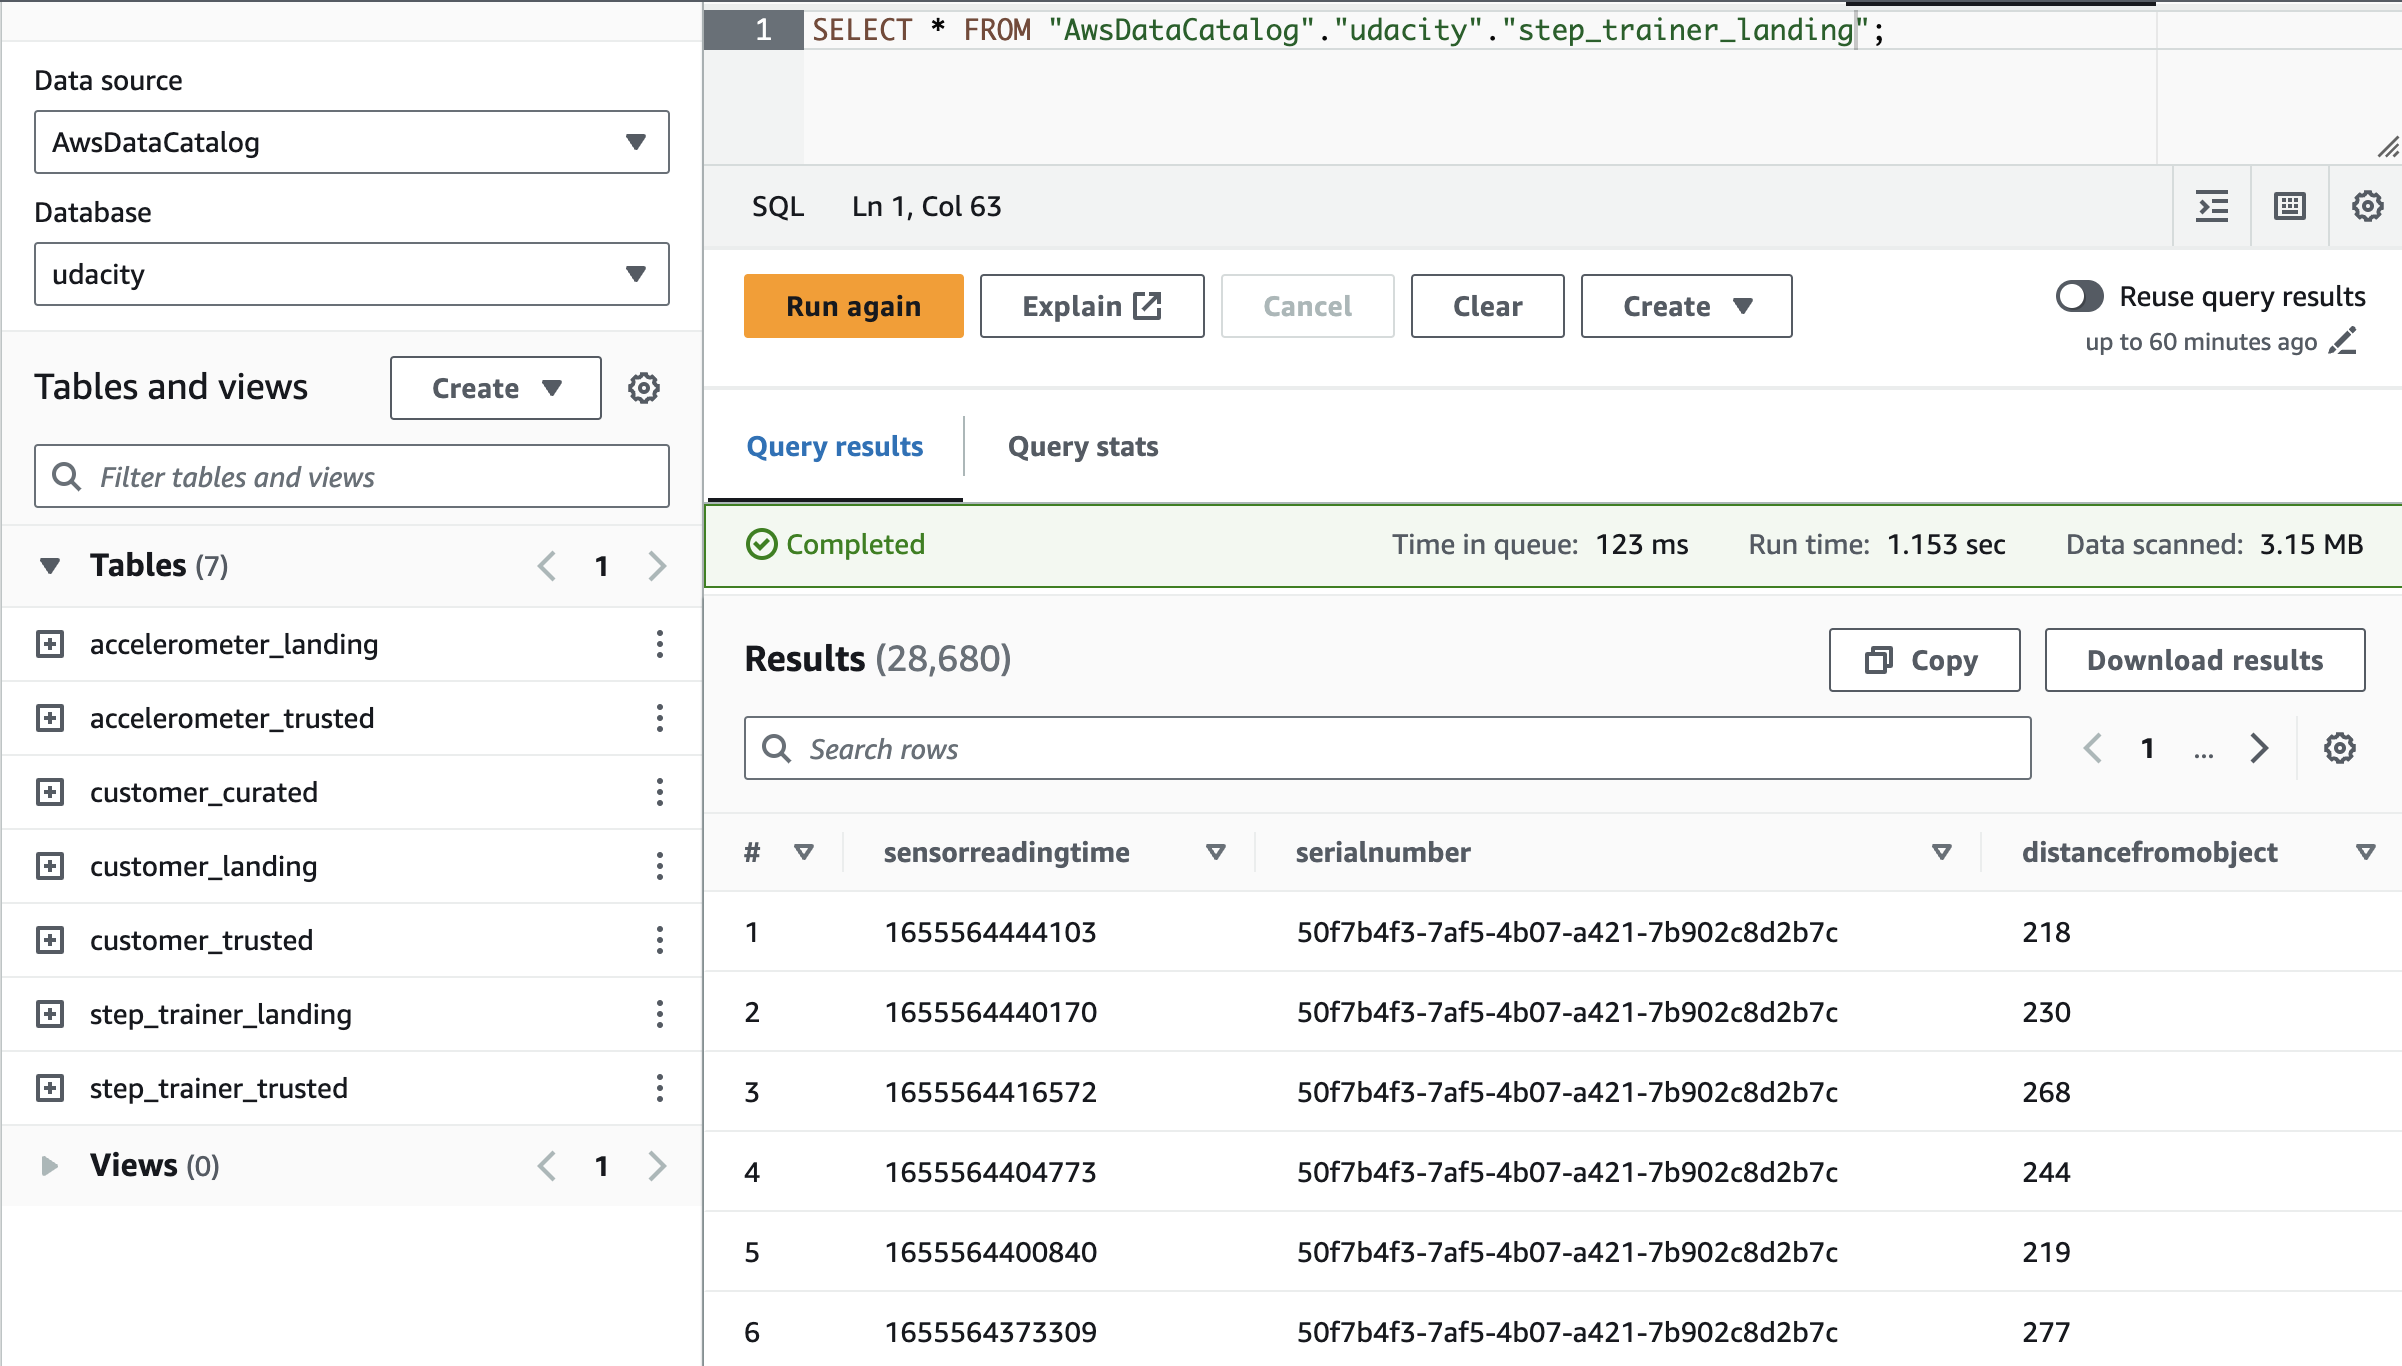 Data source
AwsDataCatalog
Database
udacity
Tables and views
Create
Filter tables and views
Tables (7)
1
accelerometer_landing
accelerometer_trusted
customer_curated
customer_landing
customer_trusted
step_trainer_landing
step_trainer_trusted
Views (0)
1
1 SELECT * FROM "AwsDataCatalog"."udacity"."step_trainer_landing";
SQL Ln 1, Col 63
Run again Explain Cancel Clear Create
Reuse query results
up to 60 minutes ago
Query results Query stats
Completed Time in queue: 123 ms Run time: 1.153 sec Data scanned: 3.15 MB
Results (28,680)
Copy Download results
Search rows
1 ...
# sensorreadingtime serialnumber distancefromobject
1 1655564444103 50f7b4f3-7af5-4b07-a421-7b902c8d2b7c 218
2 1655564440170 50f7b4f3-7af5-4b07-a421-7b902c8d2b7c 230
3 1655564416572 50f7b4f3-7af5-4b07-a421-7b902c8d2b7c 268
4 1655564404773 50f7b4f3-7af5-4b07-a421-7b902c8d2b7c 244
5 1655564400840 50f7b4f3-7af5-4b07-a421-7b902c8d2b7c 219
6 1655564373309 50f7b4f3-7af5-4b07-a421-7b902c8d2b7c 277